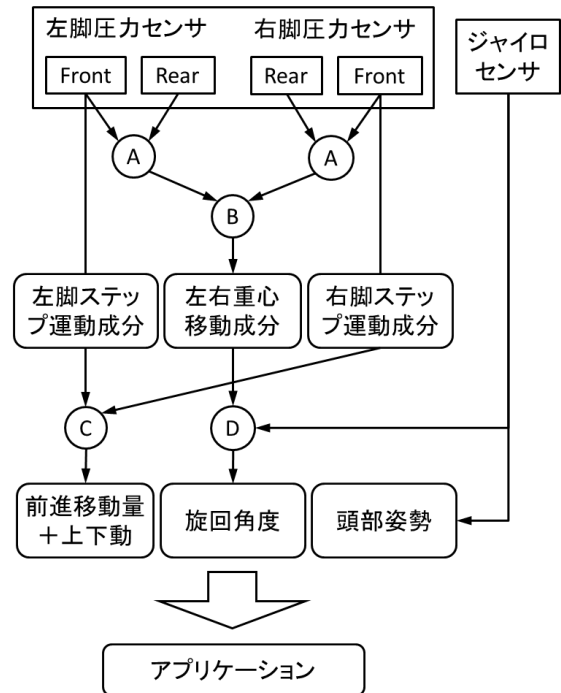 左脚圧力センサ
右脚圧力センサ
ジャイロ
センサ
Front
Rear
Rear
Front
A
A
B
左脚ステッ
プ運動成分
左右重心
移動成分
右脚ステッ
プ運動成分
C
D
前進移動量
＋上下動
旋回角度
頭部姿勢
アプリケーション